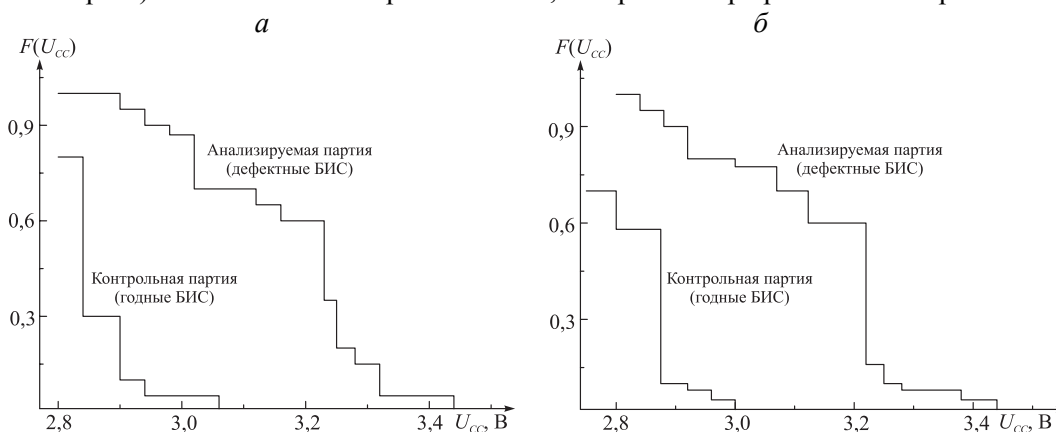 а
б
F(U_CC)
0,9
0,6
0,3
Анализируемая партия
(дефектные БИС)
Контрольная партия
(годные БИС)
2,8 3,0 3,2 3,4 U_CC, В
F(U_CC)
0,9
0,6
0,3
Анализируемая партия
(дефектные БИС)
Контрольная партия
(годные БИС)
2,8 3,0 3,2 3,4 U_CC, В